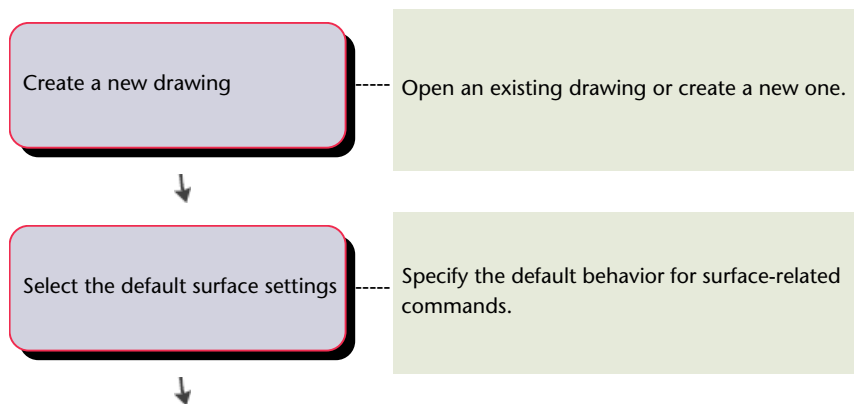 Create a new drawing
Open an existing drawing or create a new one.
Select the default surface settings
Specify the default behavior for surface-related
commands.